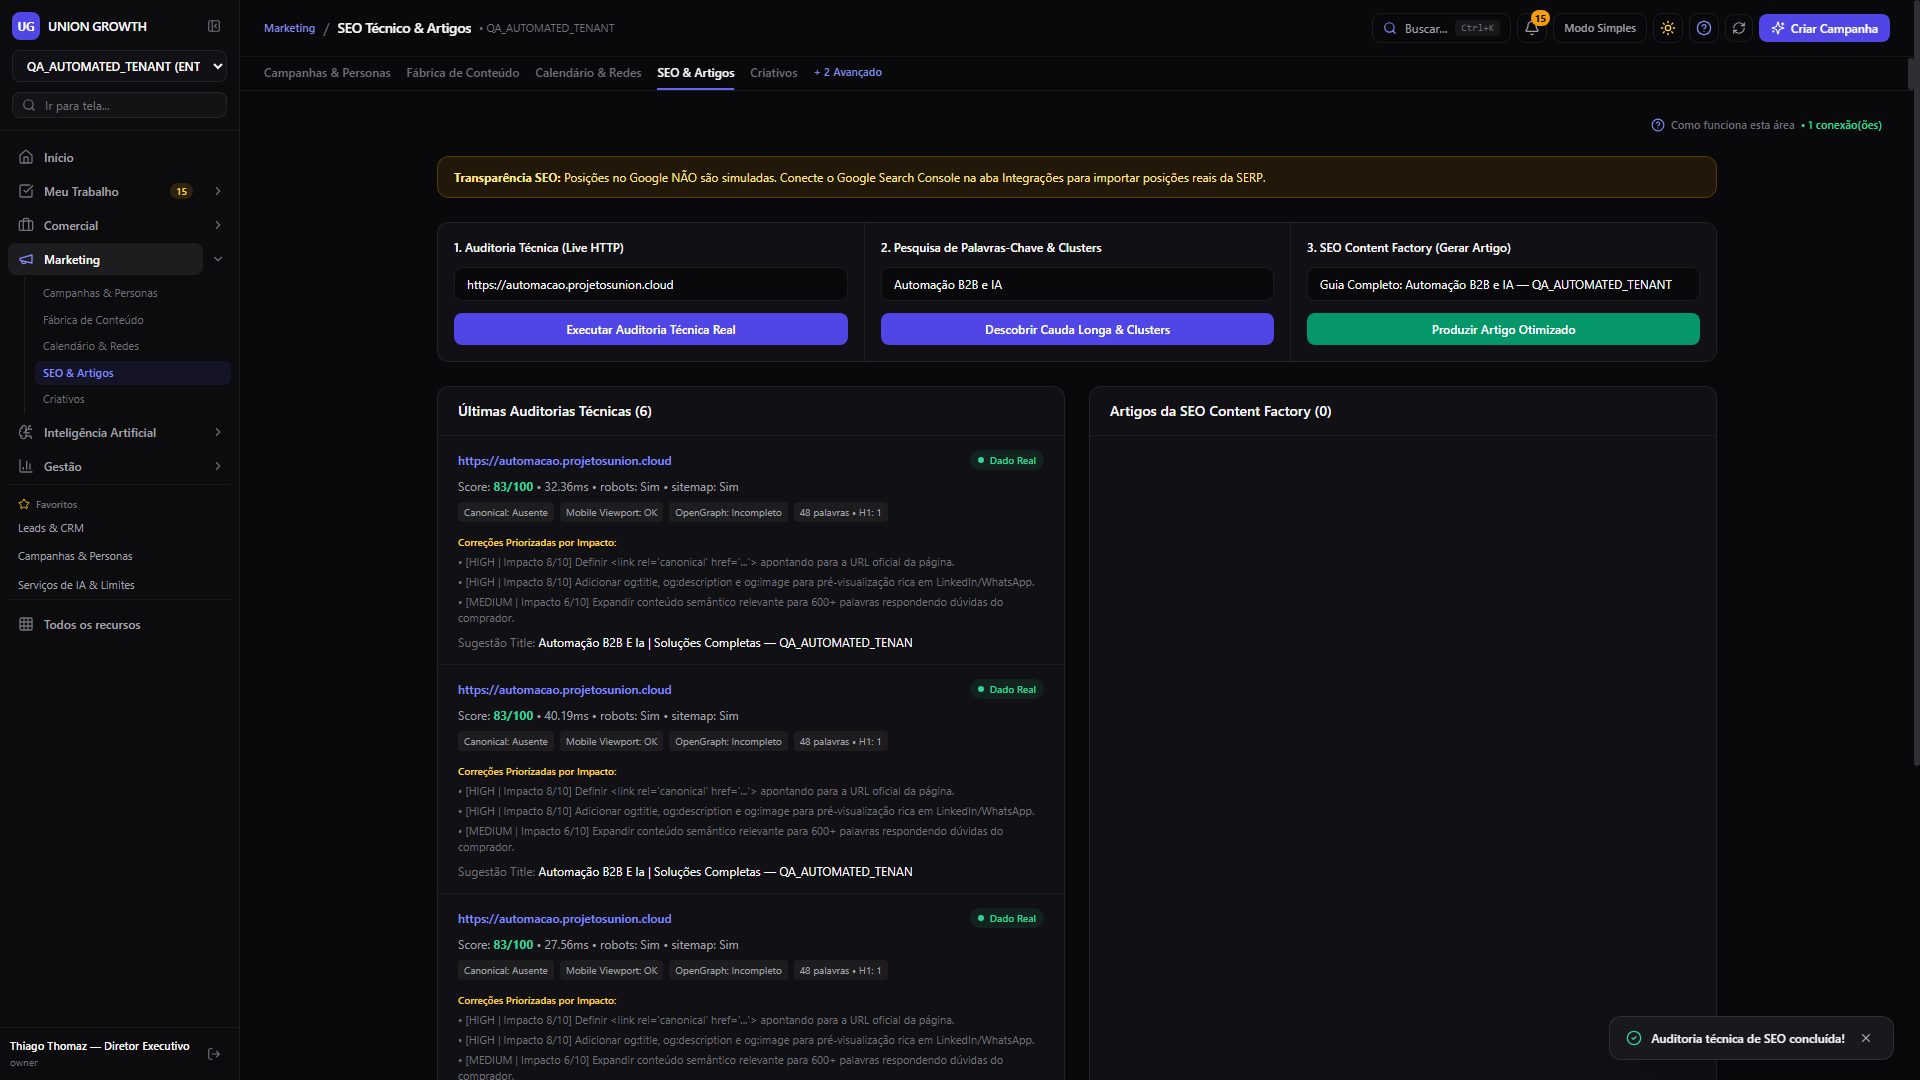 UG UNION GROWTH
QA_AUTOMATED_TENANT (ENT
Ir para tela...
Início
Meu Trabalho 15
Comercial
Marketing
Campanhas & Personas
Fábrica de Conteúdo
Calendário & Redes
SEO & Artigos
Criativos
Inteligência Artificial
Gestão
Favoritos
Leads & CRM
Campanhas & Personas
Serviços de IA & Limites
Todos os recursos
Thiago Thomaz — Diretor Executivo
owner
Marketing / SEO Técnico & Artigos • QA_AUTOMATED_TENANT
Buscar... Ctrl+K
15
Modo Simples
Criar Campanha
Campanhas & Personas Fábrica de Conteúdo Calendário & Redes SEO & Artigos Criativos + 2 Avançado
Como funciona esta área • 1 conexão(ões)
Transparência SEO: Posições no Google NÃO são simuladas. Conecte o Google Search Console na aba Integrações para importar posições reais da SERP.
1. Auditoria Técnica (Live HTTP)
https://automacao.projetosunion.cloud
Executar Auditoria Técnica Real
2. Pesquisa de Palavras-Chave & Clusters
Automação B2B e IA
Descobrir Cauda Longa & Clusters
3. SEO Content Factory (Gerar Artigo)
Guia Completo: Automação B2B e IA — QA_AUTOMATED_TENANT
Produzir Artigo Otimizado
Últimas Auditorias Técnicas (6)
https://automacao.projetosunion.cloud Dado Real
Score: 83/100 • 32.36ms • robots: Sim • sitemap: Sim
Canonical: Ausente Mobile Viewport: OK OpenGraph: Incompleto 48 palavras • H1: 1
Correções Priorizadas por Impacto:
• [HIGH | Impacto 8/10] Definir <link rel='canonical' href='...'> apontando para a URL oficial da página.
• [HIGH | Impacto 8/10] Adicionar og:title, og:description e og:image para pré-visualização rica em LinkedIn/WhatsApp.
• [MEDIUM | Impacto 6/10] Expandir conteúdo semântico relevante para 600+ palavras respondendo dúvidas do
comprador.
Sugestão Title: Automação B2B E Ia | Soluções Completas — QA_AUTOMATED_TENAN
https://automacao.projetosunion.cloud Dado Real
Score: 83/100 • 40.19ms • robots: Sim • sitemap: Sim
Canonical: Ausente Mobile Viewport: OK OpenGraph: Incompleto 48 palavras • H1: 1
Correções Priorizadas por Impacto:
• [HIGH | Impacto 8/10] Definir <link rel='canonical' href='...'> apontando para a URL oficial da página.
• [HIGH | Impacto 8/10] Adicionar og:title, og:description e og:image para pré-visualização rica em LinkedIn/WhatsApp.
• [MEDIUM | Impacto 6/10] Expandir conteúdo semântico relevante para 600+ palavras respondendo dúvidas do
comprador.
Sugestão Title: Automação B2B E Ia | Soluções Completas — QA_AUTOMATED_TENAN
https://automacao.projetosunion.cloud Dado Real
Score: 83/100 • 27.56ms • robots: Sim • sitemap: Sim
Canonical: Ausente Mobile Viewport: OK OpenGraph: Incompleto 48 palavras • H1: 1
Correções Priorizadas por Impacto:
• [HIGH | Impacto 8/10] Definir <link rel='canonical' href='...'> apontando para a URL oficial da página.
• [HIGH | Impacto 8/10] Adicionar og:title, og:description e og:image para pré-visualização rica em LinkedIn/WhatsApp.
• [MEDIUM | Impacto 6/10] Expandir conteúdo semântico relevante para 600+ palavras respondendo dúvidas do
comprador.
Artigos da SEO Content Factory (0)
Auditoria técnica de SEO concluída!